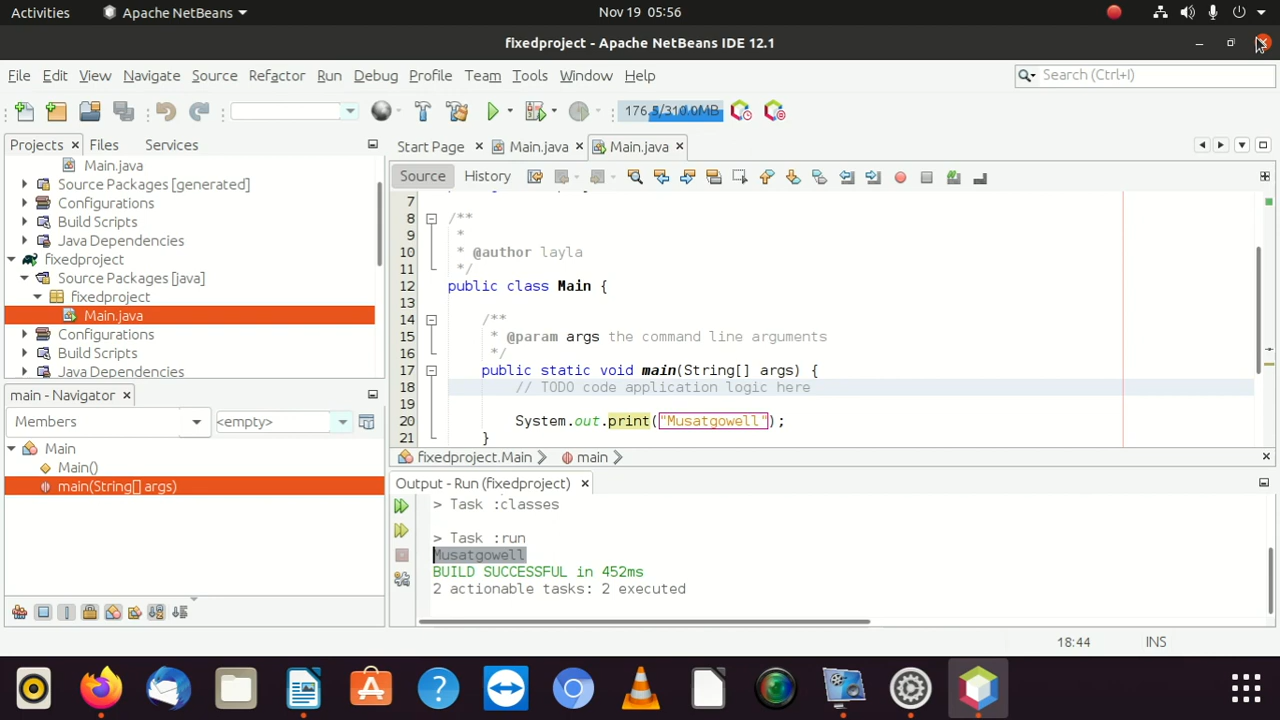 Activities Apache NetBeans Nov 19 05:56
fixedproject - Apache NetBeans IDE 12.1
File Edit View Navigate Source Refactor Run Debug Profile Team Tools Window Help Search (Ctrl+I)
176.5/310.0MB
Projects Files Services
Main.java
Source Packages [generated]
Configurations
Build Scripts
Java Dependencies
fixedproject
Source Packages [java]
fixedproject
Main.java
Configurations
Build Scripts
Java Dependencies
main - Navigator
Members <empty>
Main
Main()
main(String[] args)
Start Page Main.java Main.java
Source History
7
8 /**
9 *
10 * @author layla
11 */
12 public class Main {
13
14 /**
15 * @param args the command line arguments
16 */
17 public static void main(String[] args) {
18 // TODO code application logic here
19
20 System.out.print("Musatgowell");
21 }
fixedproject.Main main
Output - Run (fixedproject)
> Task :classes
> Task :run
Musatgowell
BUILD SUCCESSFUL in 452ms
2 actionable tasks: 2 executed
18:44 INS